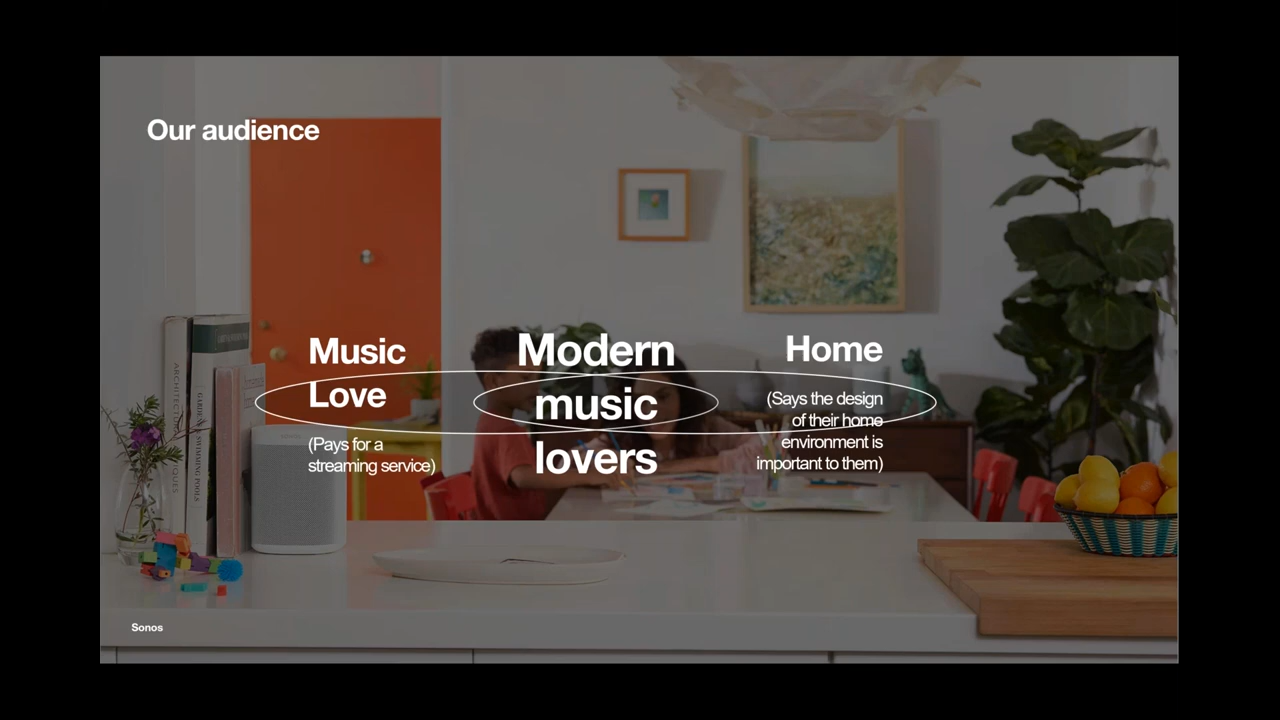 Our audience
Music
Love
(Pays for a
streaming service)
Modern
music
lovers
Home
(Says the design
of their home
environment is
important to them)
Sonos